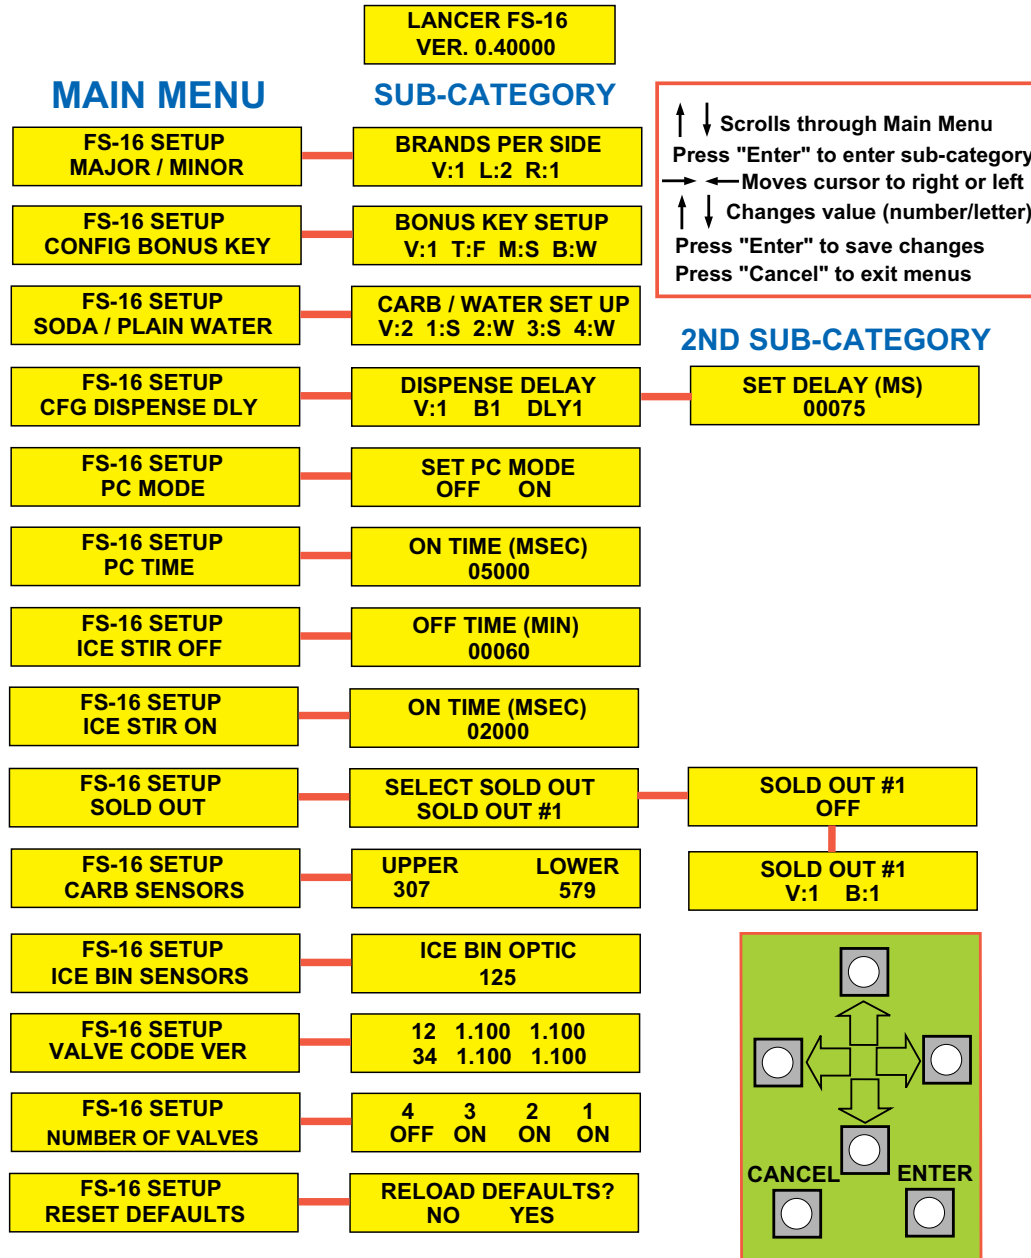 LANCER FS-16
VER. 0.40000
MAIN MENU
SUB-CATEGORY
Scrolls through Main Menu
Press "Enter" to enter sub-category
Moves cursor to right or left
Changes value (number/letter)
Press "Enter" to save changes
Press "Cancel" to exit menus
FS-16 SETUP
MAJOR / MINOR
BRANDS PER SIDE
V:1 L:2 R:1
FS-16 SETUP
CONFIG BONUS KEY
BONUS KEY SETUP
V:1 T:F M:S B:W
FS-16 SETUP
SODA / PLAIN WATER
CARB / WATER SET UP
V:2 1:S 2:W 3:S 4:W
2ND SUB-CATEGORY
FS-16 SETUP
CFG DISPENSE DLY
DISPENSE DELAY
V:1 B1 DLY1
SET DELAY (MS)
00075
FS-16 SETUP
PC MODE
SET PC MODE
OFF ON
FS-16 SETUP
PC TIME
ON TIME (MSEC)
05000
FS-16 SETUP
ICE STIR OFF
OFF TIME (MIN)
00060
FS-16 SETUP
ICE STIR ON
ON TIME (MSEC)
02000
FS-16 SETUP
SOLD OUT
SELECT SOLD OUT
SOLD OUT #1
SOLD OUT #1
OFF
FS-16 SETUP
CARB SENSORS
UPPER LOWER
307 579
SOLD OUT #1
V:1 B:1
FS-16 SETUP
ICE BIN SENSORS
ICE BIN OPTIC
125
FS-16 SETUP
VALVE CODE VER
12 1.100 1.100
34 1.100 1.100
FS-16 SETUP
NUMBER OF VALVES
4 3 2 1
OFF ON ON ON
FS-16 SETUP
RESET DEFAULTS
RELOAD DEFAULTS?
NO YES
CANCEL ENTER